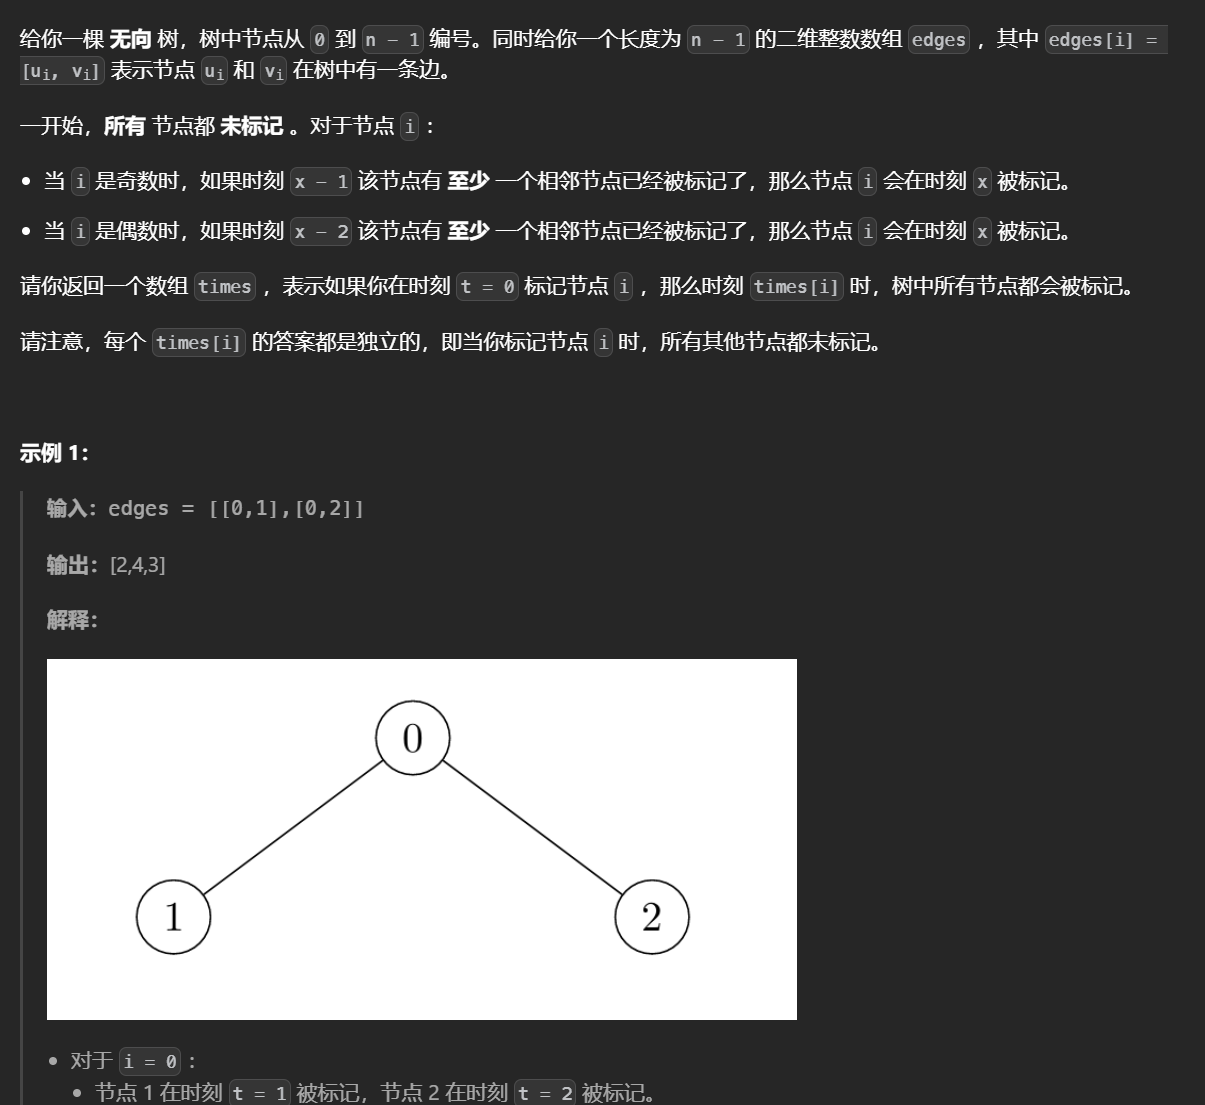 给你一棵 无向 树，树中节点从 0 到 n - 1 编号。同时给你一个长度为 n - 1 的二维整数数组 edges ，其中 edges[i] =
[uᵢ, vᵢ] 表示节点 uᵢ 和 vᵢ 在树中有一条边。
一开始，所有 节点都 未标记 。对于节点 i ：
• 当 i 是奇数时，如果时刻 x - 1 该节点有 至少 一个相邻节点已经被标记了，那么节点 i 会在时刻 x 被标记。
• 当 i 是偶数时，如果时刻 x - 2 该节点有 至少 一个相邻节点已经被标记了，那么节点 i 会在时刻 x 被标记。
请你返回一个数组 times ，表示如果你在时刻 t = 0 标记节点 i ，那么时刻 times[i] 时，树中所有节点都会被标记。
请注意，每个 times[i] 的答案都是独立的，即当你标记节点 i 时，所有其他节点都未标记。
示例 1：
输入：edges = [[0,1],[0,2]]
输出：[2,4,3]
解释：
0
1 2
• 对于 i = 0 ：
• 节点 1 在时刻 t = 1 被标记，节点 2 在时刻 t = 2 被标记。